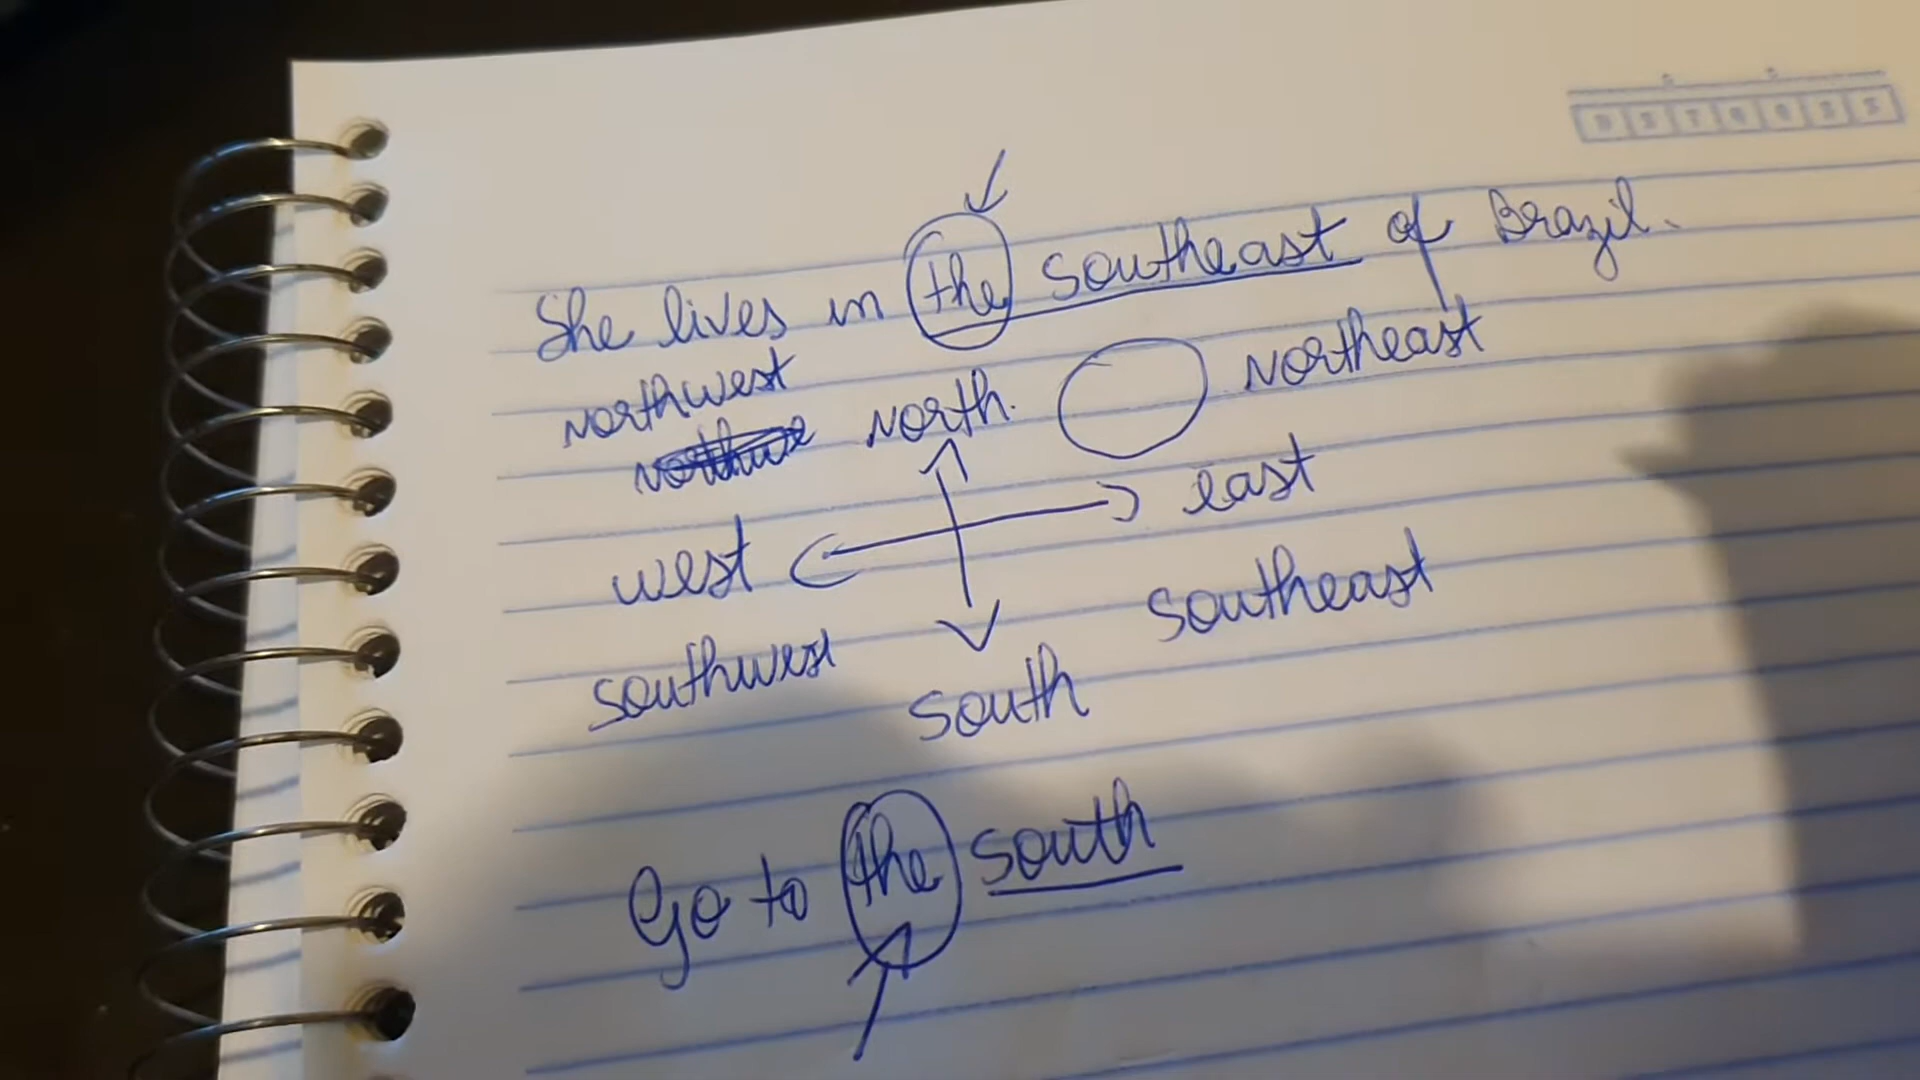 She lives in the southeast of Brazil.
northwest north. northeast
west east
southwest south southeast
Go to the south